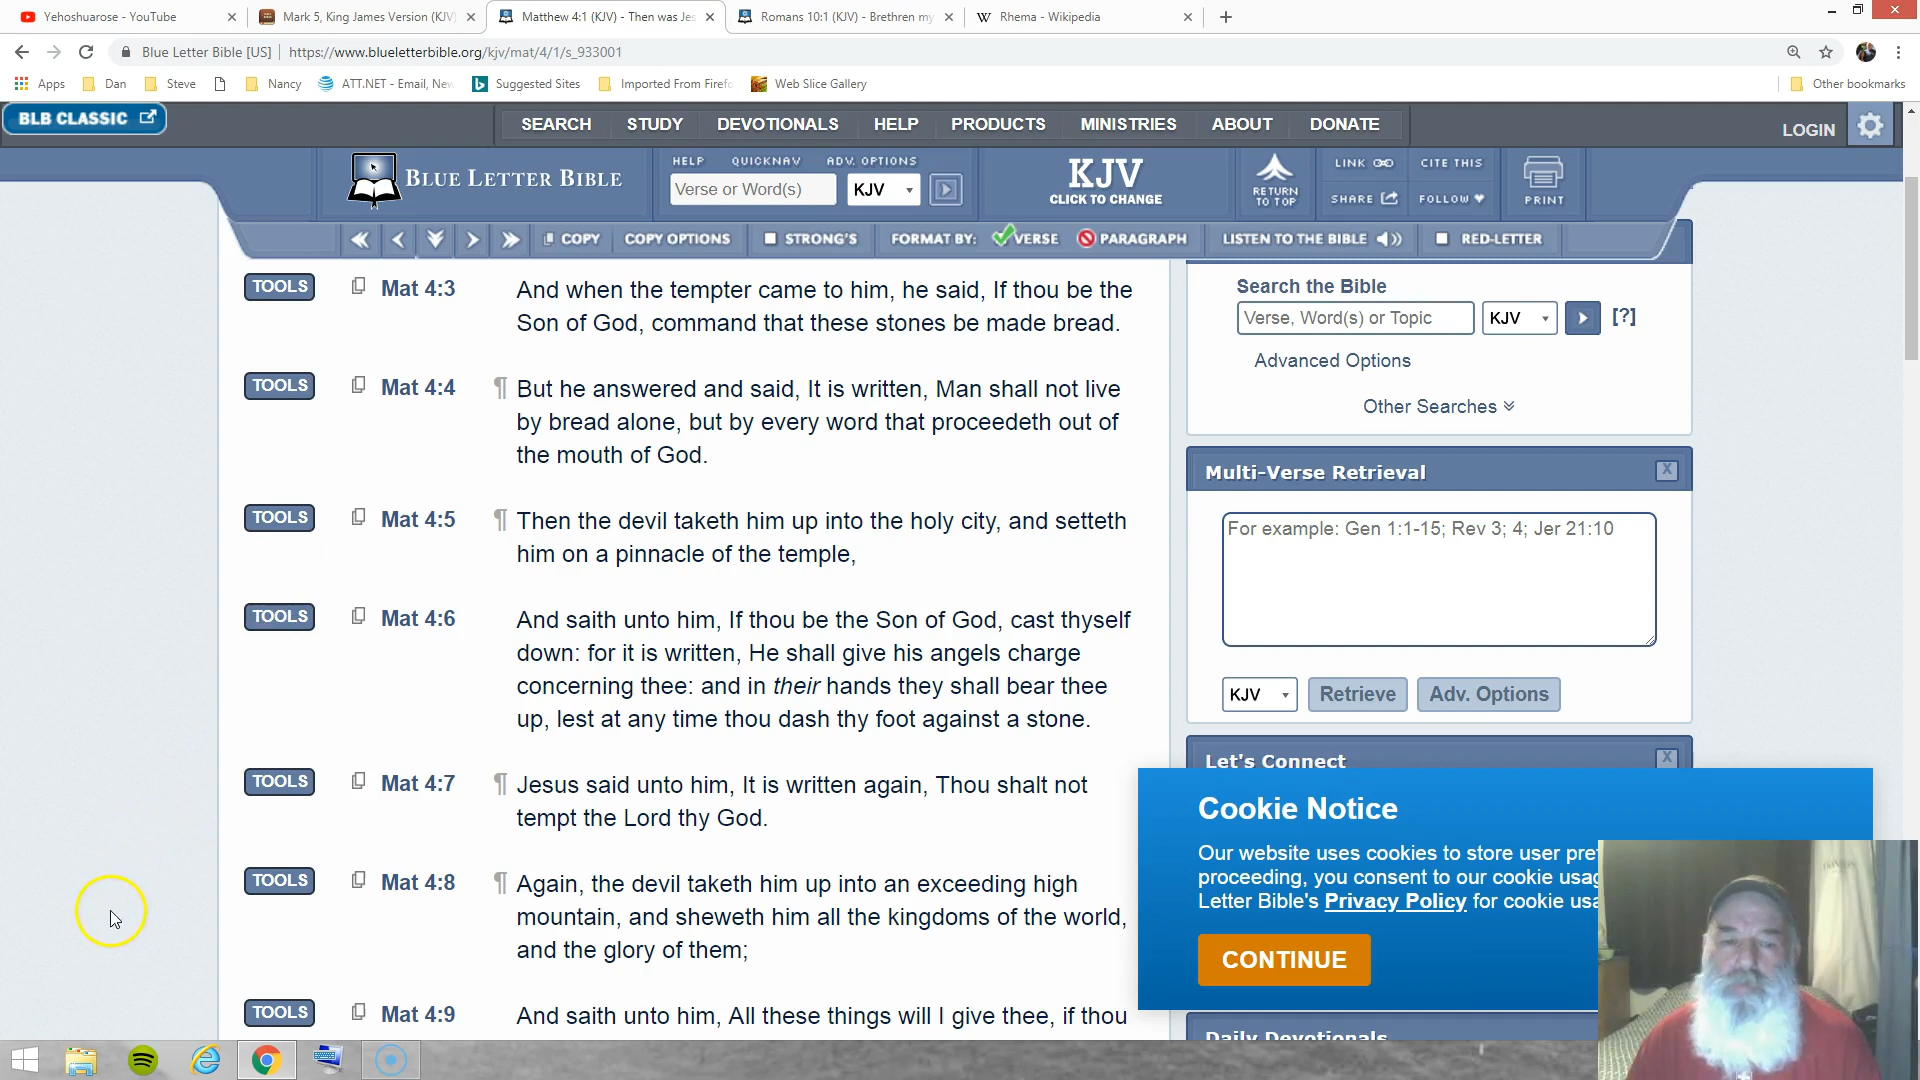 Yehoshuarose - YouTube
Mark 5, King James Version (KJV)
Matthew 4:1 (KJV) - Then was Jes
Romans 10:1 (KJV) - Brethren my
Rhema - Wikipedia
Blue Letter Bible [US] | https://www.blueletterbible.org/kjv/mat/4/1/s_933001
Apps Dan Steve Nancy ATT.NET - Email, New Suggested Sites Imported From Firefo Web Slice Gallery Other bookmarks
BLB CLASSIC
SEARCH STUDY DEVOTIONALS HELP PRODUCTS MINISTRIES ABOUT DONATE
LOGIN
BLUE LETTER BIBLE
HELP QUICKNAV ADV. OPTIONS
Verse or Word(s) KJV
KJV
CLICK TO CHANGE
RETURN
TO TOP
LINK CITE THIS
SHARE FOLLOW
PRINT
COPY COPY OPTIONS STRONG'S FORMAT BY: VERSE PARAGRAPH LISTEN TO THE BIBLE RED-LETTER
TOOLS Mat 4:3 And when the tempter came to him, he said, If thou be the
Son of God, command that these stones be made bread.
TOOLS Mat 4:4 ¶ But he answered and said, It is written, Man shall not live
by bread alone, but by every word that proceedeth out of
the mouth of God.
TOOLS Mat 4:5 ¶ Then the devil taketh him up into the holy city, and setteth
him on a pinnacle of the temple,
TOOLS Mat 4:6 And saith unto him, If thou be the Son of God, cast thyself
down: for it is written, He shall give his angels charge
concerning thee: and in their hands they shall bear thee
up, lest at any time thou dash thy foot against a stone.
TOOLS Mat 4:7 ¶ Jesus said unto him, It is written again, Thou shalt not
tempt the Lord thy God.
TOOLS Mat 4:8 ¶ Again, the devil taketh him up into an exceeding high
mountain, and sheweth him all the kingdoms of the world,
and the glory of them;
TOOLS Mat 4:9 And saith unto him, All these things will I give thee, if thou
Search the Bible
Verse, Word(s) or Topic KJV [?]
Advanced Options
Other Searches
Multi-Verse Retrieval X
For example: Gen 1:1-15; Rev 3; 4; Jer 21:10
KJV Retrieve Adv. Options
Let's Connect X
Cookie Notice
Our website uses cookies to store user pre
proceeding, you consent to our cookie usag
Letter Bible's Privacy Policy for cookie usa
CONTINUE
Daily Devotionals